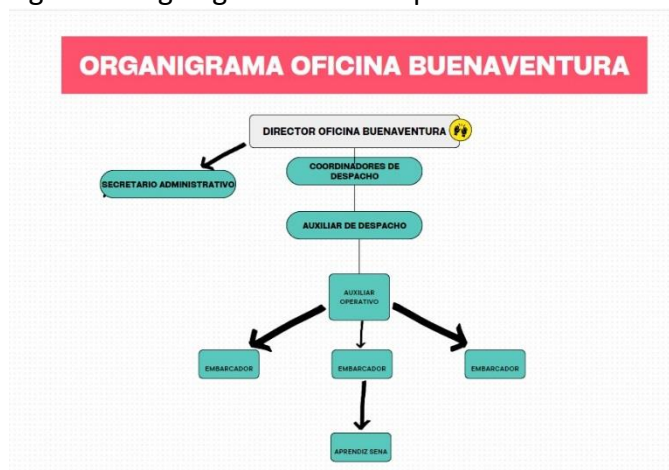 ORGANIGRAMA OFICINA BUENAVENTURA
DIRECTOR OFICINA BUENAVENTURA
COORDINADORES DE
DESPACHO
SECRETARIO ADMINISTRATIVO
AUXILIAR DE DESPACHO
AUXILIAR
OPERATIVO
EMBARCADOR
EMBARCADOR
EMBARCADOR
APRENDIZ SENA